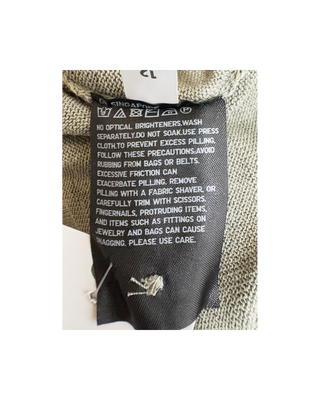 12
SINGAPORE
NO OPTICAL BRIGHTENERS.WASH
SEPARATELY.DO NOT SOAK.USE PRESS
CLOTH.TO PREVENT EXCESS PILLING,
FOLLOW THESE PRECAUTIONS:AVOID
RUBBING FROM BAGS OR BELTS.
EXCESSIVE FRICTION CAN
EXACERBATE PILLING. REMOVE
PILLING WITH A FABRIC SHAVER, OR
CAREFULLY TRIM WITH SCISSORS.
FINGERNAILS, PROTRUDING ITEMS,
AND ITEMS SUCH AS FITTINGS ON
JEWELRY AND BAGS CAN CAUSE
SNAGGING. PLEASE USE CARE.